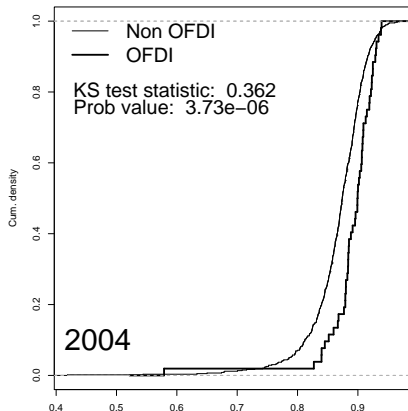 Non OFDI
OFDI
KS test statistic: 0.362
Prob value: 3.73e−06
Cum. density
1.0
0.8
0.6
0.4
0.2
0.0
2004
0.4 0.5 0.6 0.7 0.8 0.9